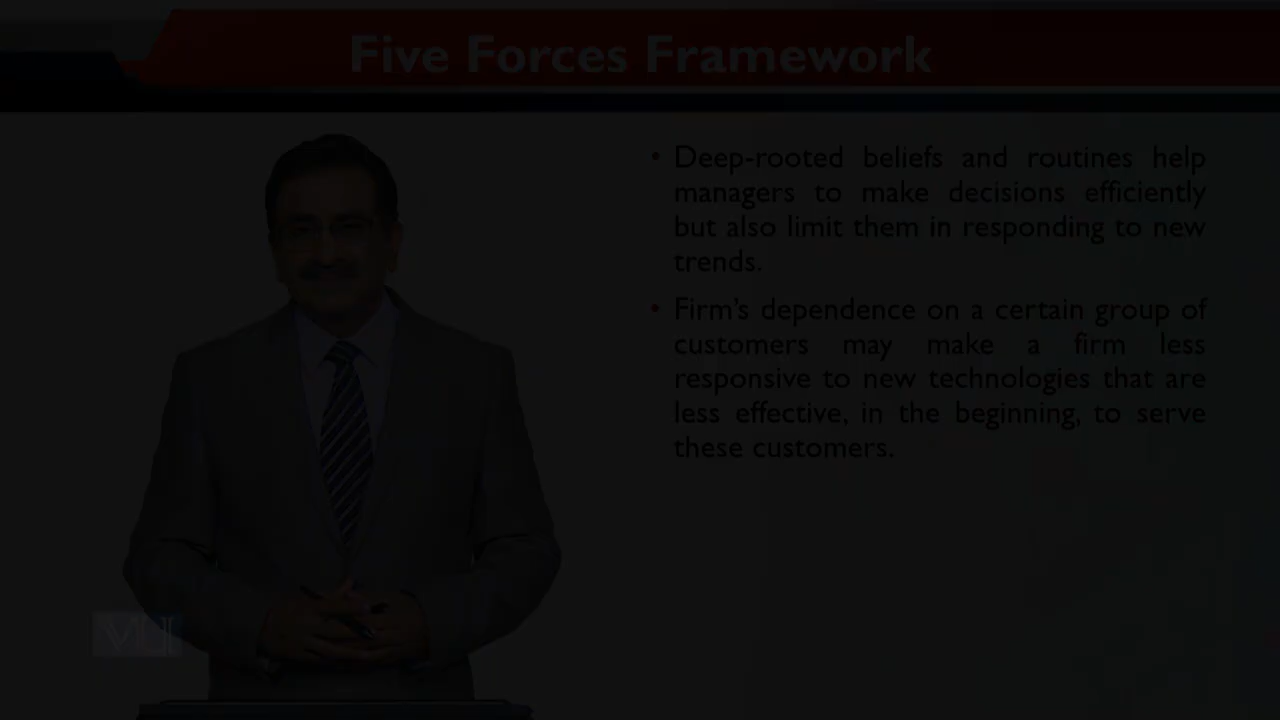 Five Forces Framework
• Deep-rooted beliefs and routines help
managers to make decisions efficiently
but also limit them in responding to new
trends.
• Firm's dependence on a certain group of
customers may make a firm less
responsive to new technologies that are
less effective, in the beginning, to serve
these customers.
VU